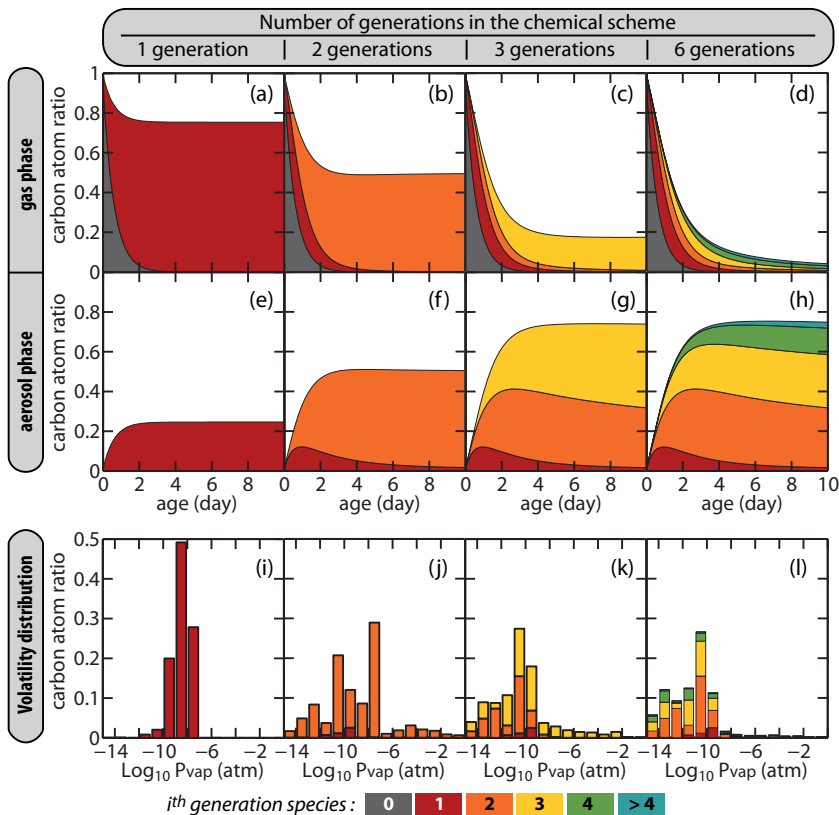 Number of generations in the chemical scheme
1 generation | 2 generations | 3 generations | 6 generations
gas phase
carbon atom ratio
1
0.8
0.6
0.4
0.2
0
(a) (b) (c) (d)
aerosol phase
carbon atom ratio
0.8
0.6
0.4
0.2
0
(e) (f) (g) (h)
0 2 4 6 8 0 2 4 6 8 0 2 4 6 8 0 2 4 6 8 10
age (day) age (day) age (day) age (day)
Volatility distribution
carbon atom ratio
0.5
0.4
0.3
0.2
0.1
0
(i) (j) (k) (l)
−14 −10 −6 −2 −14 −10 −6 −2 −14 −10 −6 −2 −14 −10 −6 −2
Log10 Pvap (atm) Log10 Pvap (atm) Log10 Pvap (atm) Log10 Pvap (atm)
ith generation species : 0 1 2 3 4 > 4